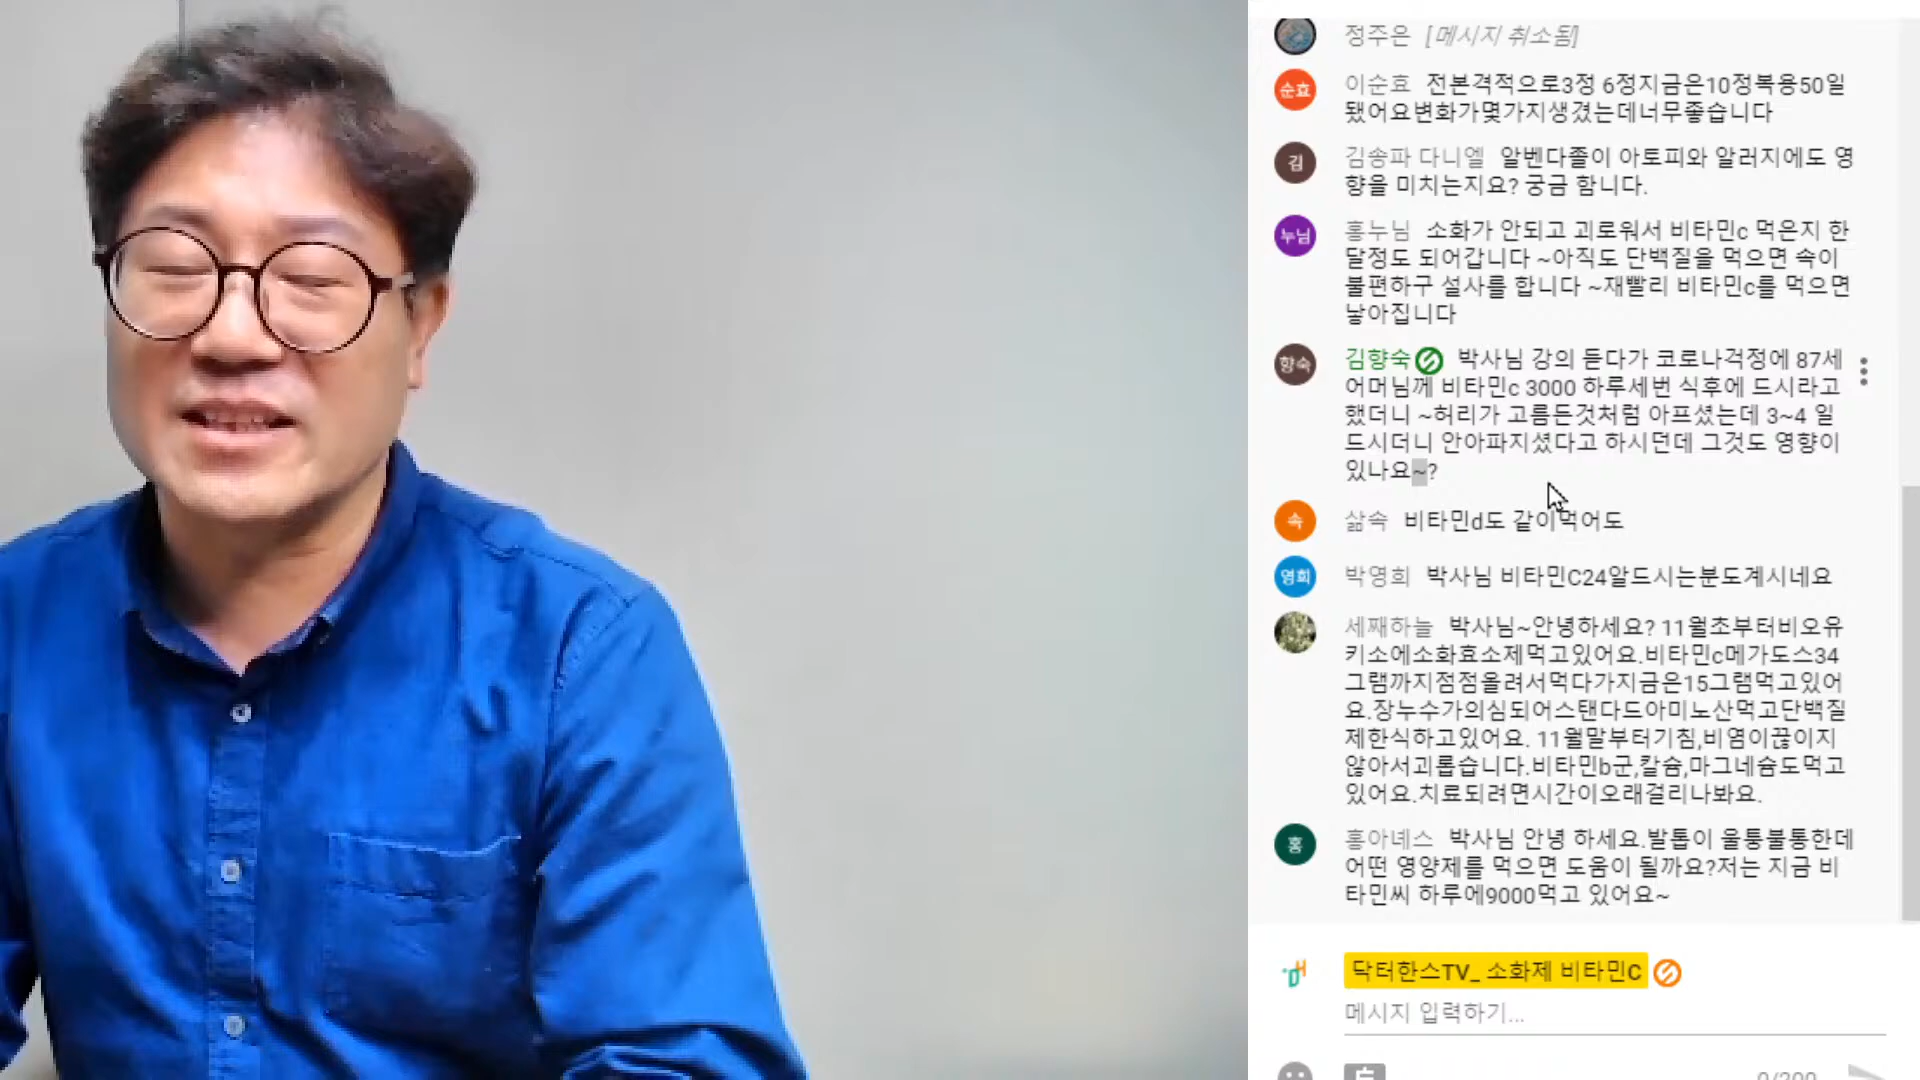 정주은 [메시지 취소됨]
순효 이순효 전본격적으로3정 6정지금은10정복용50일
됐어요변화가몇가지생겼는데너무좋습니다
김 김송파 다니엘 알벤다졸이 아토피와 알러지에도 영
향을 미치는지요? 궁금 함니다.
누님 홍누님 소화가 안되고 괴로워서 비타민c 먹은지 한
달정도 되어갑니다 ~아직도 단백질을 먹으면 속이
불편하구 설사를 합니다 ~재빨리 비타민c를 먹으면
낳아집니다
향숙 김향숙 박사님 강의 듣다가 코로나걱정에 87세
어머님께 비타민c 3000 하루세번 식후에 드시라고
했더니 ~허리가 고름든것처럼 아프셨는데 3~4 일
드시더니 안아파지셨다고 하시던데 그것도 영향이
있나요~?
속 삶속 비타민d도 같이먹어도
영희 박영희 박사님 비타민C24알드시는분도계시네요
세째하늘 박사님~안녕하세요? 11월초부터비오유
키소에소화효소제먹고있어요.비타민c메가도스34
그램까지점점올려서먹다가지금은15그램먹고있어
요.장누수가의심되어스탠다드아미노산먹고단백질
제한식하고있어요. 11월말부터기침,비염이끊이지
않아서괴롭습니다.비타민b군,칼슘,마그네슘도먹고
있어요.치료되려면시간이오래걸리나봐요.
홍 홍아녜스 박사님 안녕 하세요.발톱이 울퉁불퉁한데
어떤 영양제를 먹으면 도움이 될까요?저는 지금 비
타민씨 하루에9000먹고 있어요~
DH 닥터한스TV_ 소화제 비타민C
메시지 입력하기...
0/200